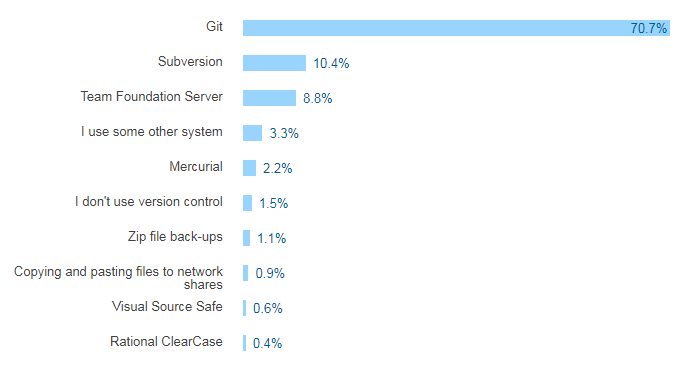 Git 70.7%
Subversion 10.4%
Team Foundation Server 8.8%
I use some other system 3.3%
Mercurial 2.2%
I don't use version control 1.5%
Zip file back-ups 1.1%
Copying and pasting files to network 0.9%
shares
Visual Source Safe 0.6%
Rational ClearCase 0.4%